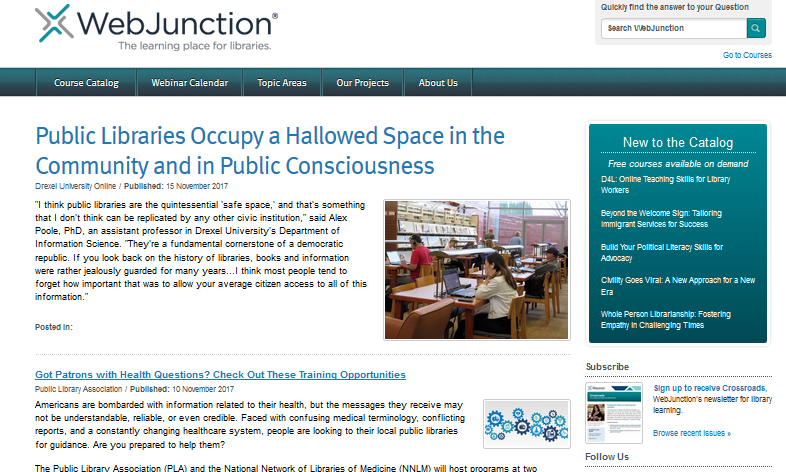 WebJunction®
The learning place for libraries.
Quickly find the answer to your Question
Search WebJunction
Go to Courses
Course Catalog
Webinar Calendar
Topic Areas
Our Projects
About Us
Public Libraries Occupy a Hallowed Space in the
Community and in Public Consciousness
Drexel University Online / Published: 15 November 2017
"I think public libraries are the quintessential 'safe space,' and that's something
that I don't think can be replicated by any other civic institution," said Alex
Poole, PhD, an assistant professor in Drexel University's Department of
Information Science. "They're a fundamental cornerstone of a democratic
republic. If you look back on the history of libraries, books and information
were rather jealously guarded for many years...I think most people tend to
forget how important that was to allow your average citizen access to all of this
information."
Posted in:
Got Patrons with Health Questions? Check Out These Training Opportunities
Public Library Association / Published: 10 November 2017
Americans are bombarded with information related to their health, but the messages they receive may
not be understandable, reliable, or even credible. Faced with confusing medical terminology, conflicting
reports, and a constantly changing healthcare system, people are looking to their local public libraries
for guidance. Are you prepared to help them?
The Public Library Association (PLA) and the National Network of Libraries of Medicine (NNLM) will host programs at two
New to the Catalog
Free courses available on demand
D4L: Online Teaching Skills for Library
Workers
Beyond the Welcome Sign: Tailoring
Immigrant Services for Success
Build Your Political Literacy Skills for
Advocacy
Civility Goes Viral: A New Approach for a New
Era
Whole Person Librarianship: Fostering
Empathy in Challenging Times
Subscribe
Sign up to receive Crossroads,
WebJunction's newsletter for library
learning.
Browse recent issues »
Follow Us